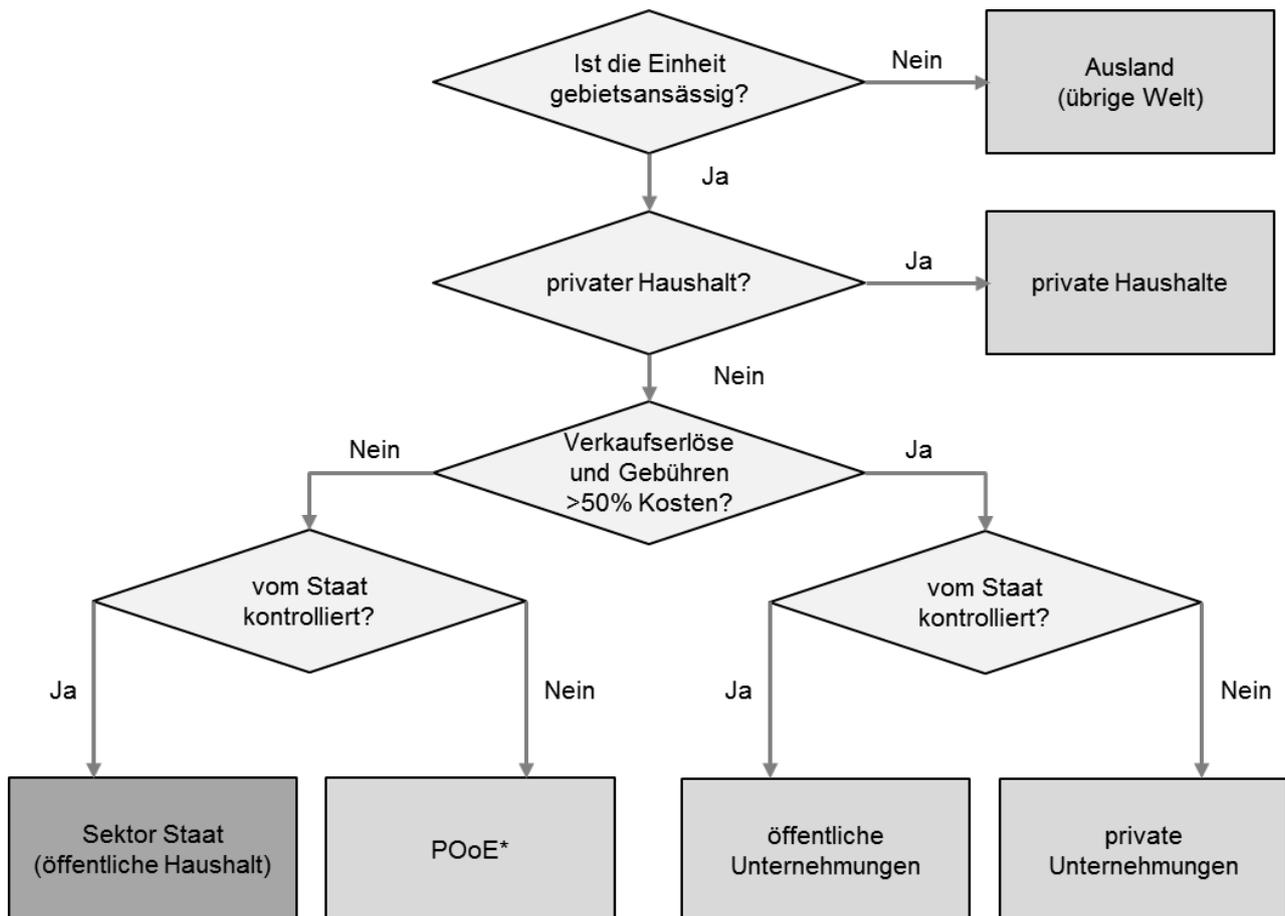 Ist die Einheit
gebietsansässig?
Nein
Ausland
(übrige Welt)
Ja
privater Haushalt?
Ja
private Haushalte
Nein
Nein
Verkaufserlöse
und Gebühren
>50% Kosten?
Ja
vom Staat
kontrolliert?
vom Staat
kontrolliert?
Ja
Nein
Ja
Nein
Sektor Staat
(öffentliche Haushalt)
POoE*
öffentliche
Unternehmungen
private
Unternehmungen